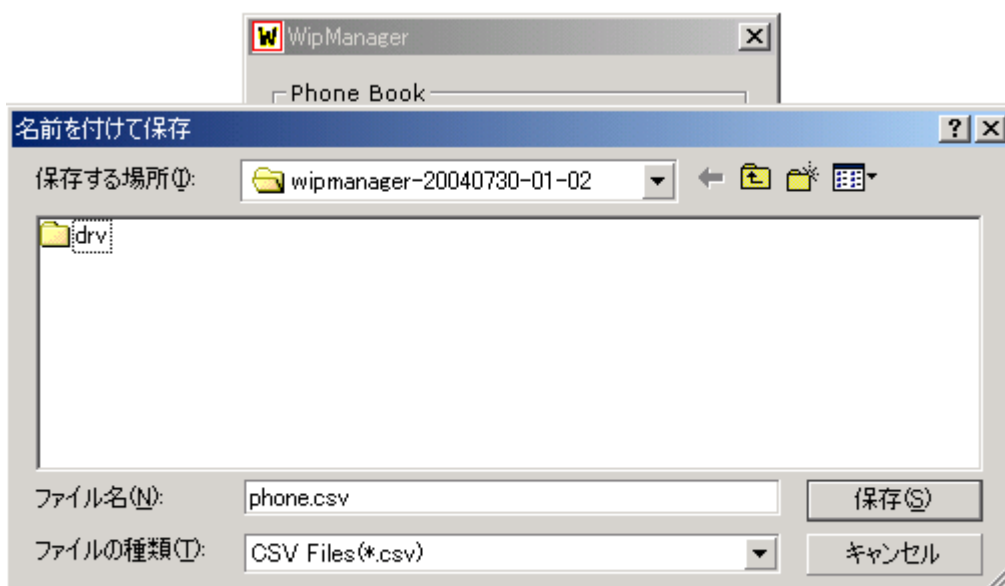 WipManager
Phone Book
名前を付けて保存
保存する場所(I):
wipmanager-20040730-01-02
drv
ファイル名(N):
phone.csv
保存(S)
ファイルの種類(T):
CSV Files(*.csv)
キャンセル